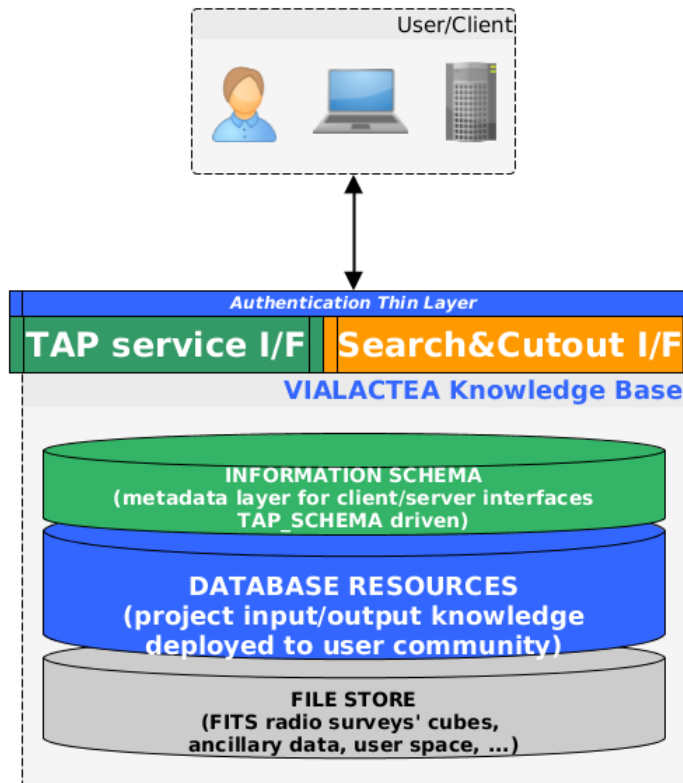 User/Client
Authentication Thin Layer
TAP service I/F Search&Cutout I/F
VIALACTEA Knowledge Base
INFORMATION SCHEMA
(metadata layer for client/server interfaces
TAP_SCHEMA driven)
DATABASE RESOURCES
(project input/output knowledge
deployed to user community)
FILE STORE
(FITS radio surveys' cubes,
ancillary data, user space, ...)